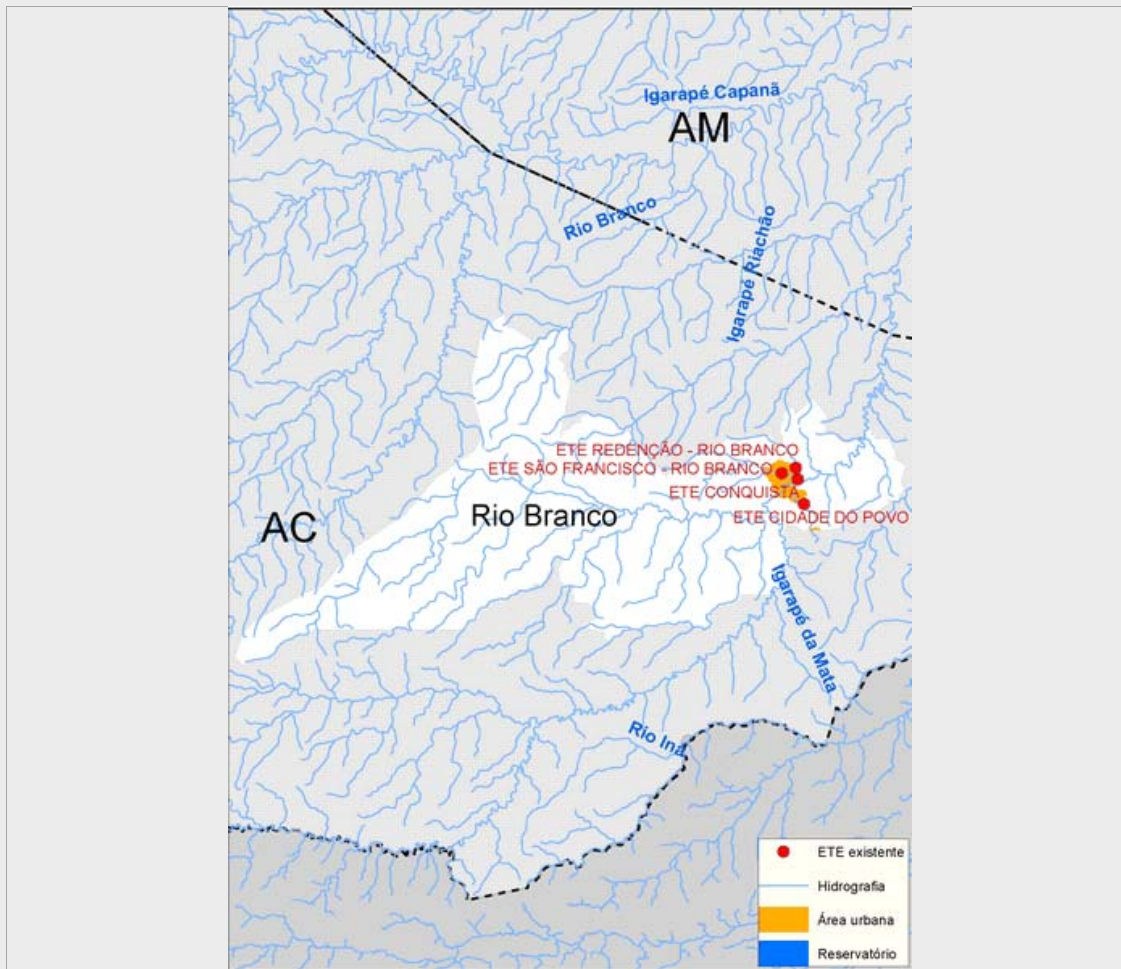 Igarapé Capanã
AM
Rio Branco
Igarapé Riachão
ETE REDENÇÃO - RIO BRANCO
ETE SÃO FRANCISCO - RIO BRANCO
ETE CONQUISTA
ETE CIDADE DO POVO
Rio Branco
AC
Igarapé da Mata
Rio Iná
ETE existente
Hidrografia
Área urbana
Reservatório